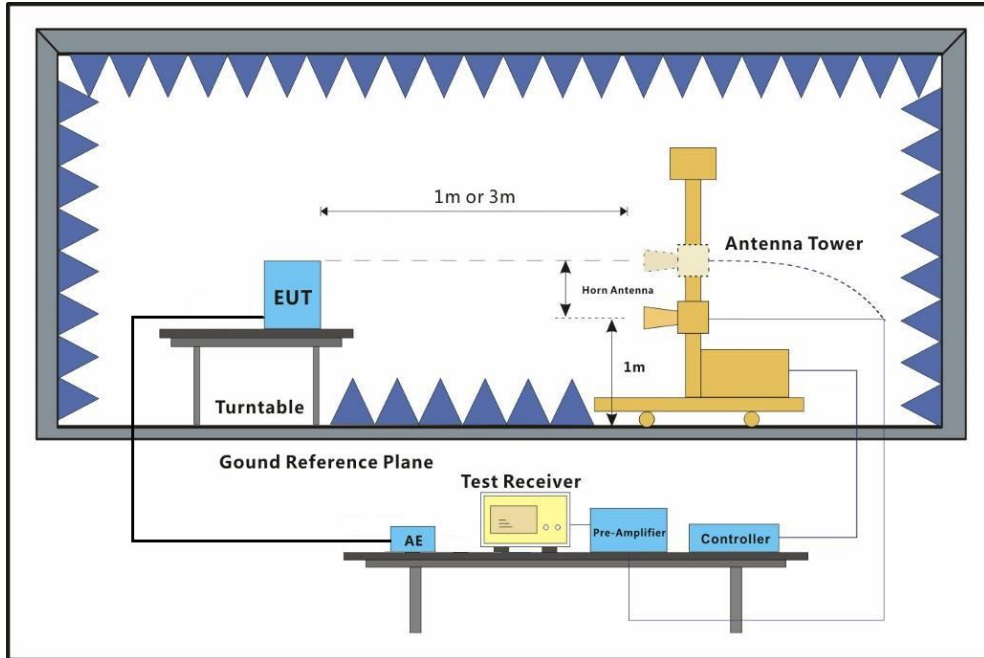 1m or 3m
Antenna Tower
EUT
Horn Antenna
1m
Turntable
Gound Reference Plane
Test Receiver
AE
Pre-Amplifier
Controller